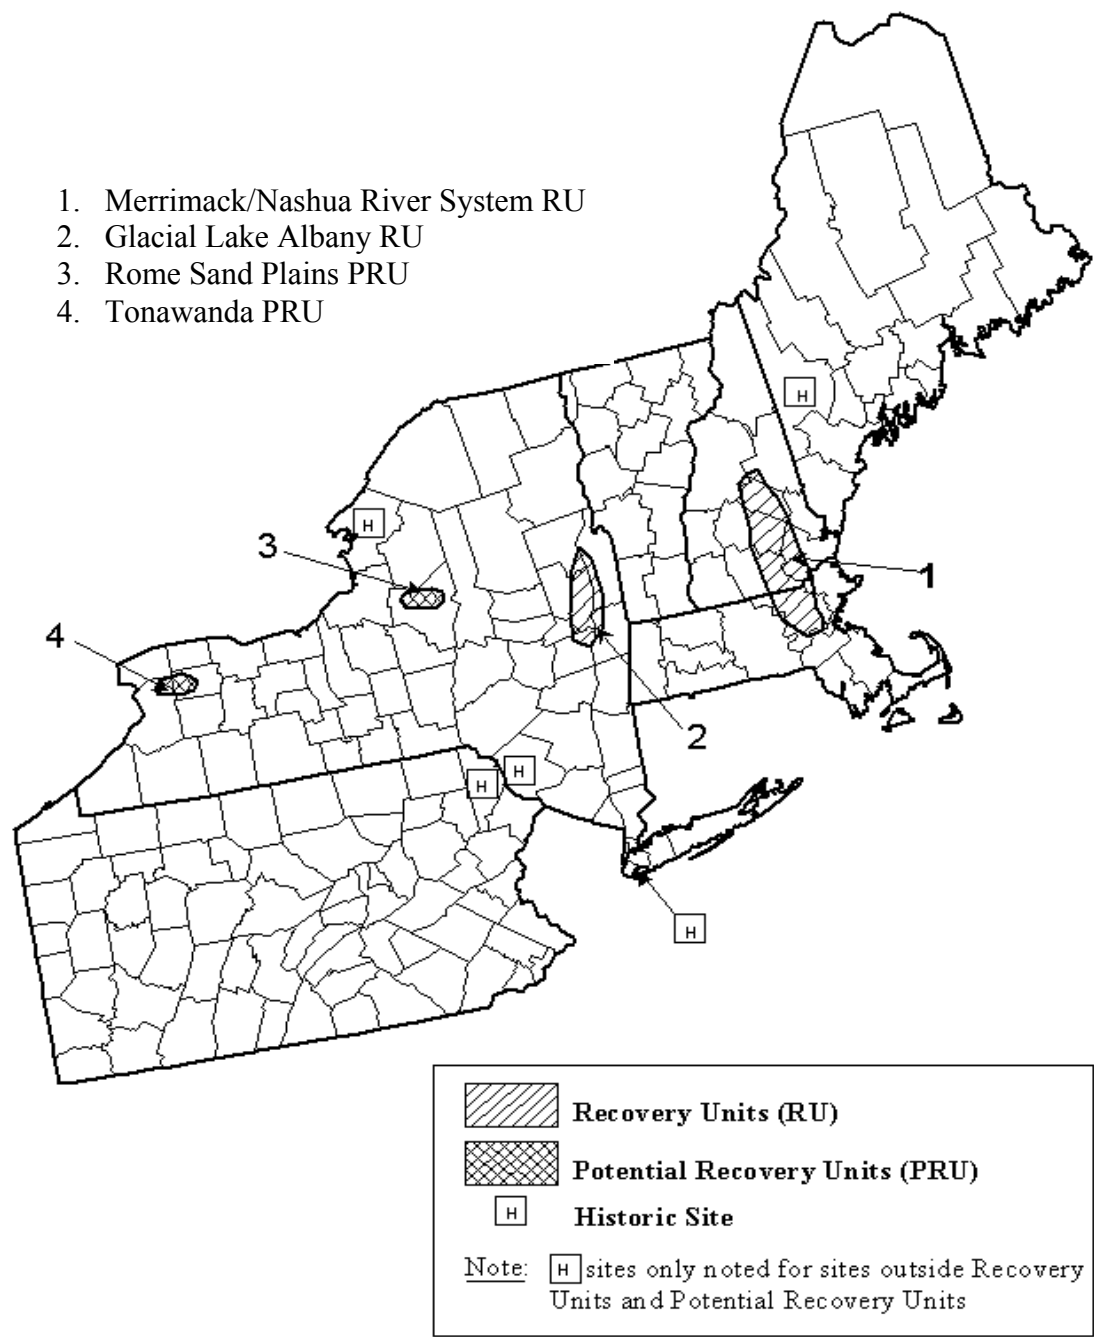 1. Merrimack/Nashua River System RU
2. Glacial Lake Albany RU
3. Rome Sand Plains PRU
4. Tonawanda PRU
H
H
3
1
4
2
H
H
H
Recovery Units (RU)
Potential Recovery Units (PRU)
H Historic Site
Note: H sites only noted for sites outside Recovery
Units and Potential Recovery Units